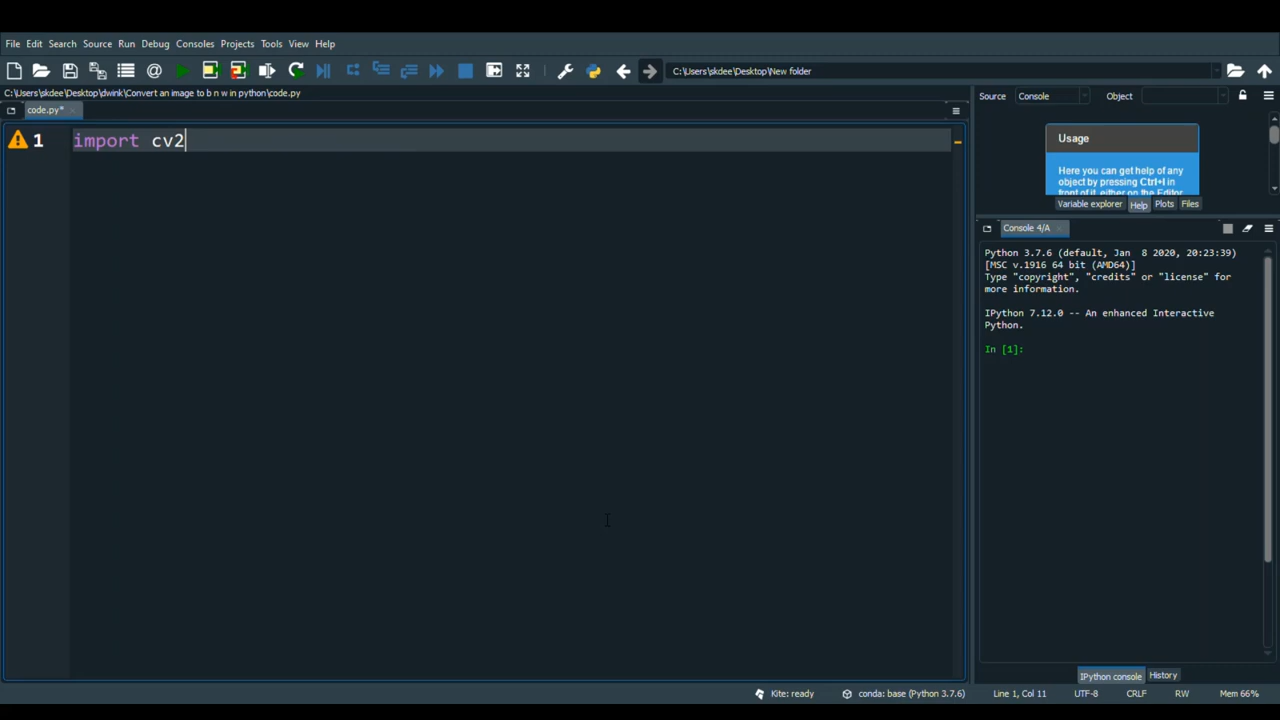 File Edit Search Source Run Debug Consoles Projects Tools View Help
C:\Users\skdee\Desktop\New folder
C:\Users\skdee\Desktop\dwink\Convert an image to b n w in python\code.py
Source Console Object
code.py*
1 import cv2
Usage
Here you can get help of any
object by pressing Ctrl+I in
front of it, either on the Editor
Variable explorer Help Plots Files
Console 4/A
Python 3.7.6 (default, Jan 8 2020, 20:23:39)
[MSC v.1916 64 bit (AMD64)]
Type "copyright", "credits" or "license" for
more information.
IPython 7.12.0 -- An enhanced Interactive
Python.
In [1]:
IPython console History
Kite: ready conda: base (Python 3.7.6) Line 1, Col 11 UTF-8 CRLF RW Mem 66%